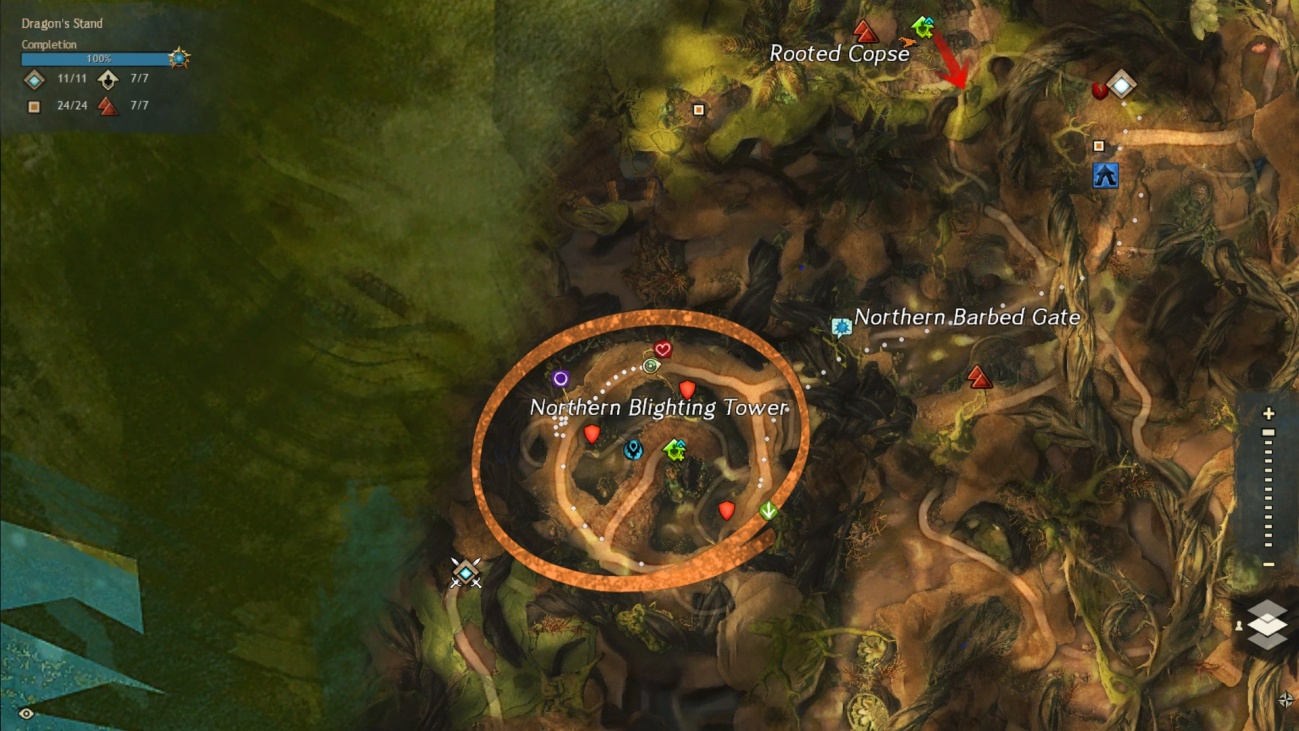 Dragon's Stand
Completion
100%
11/11 7/7
24/24 7/7
Rooted Copse
Northern Barbed Gate
Northern Blighting Tower